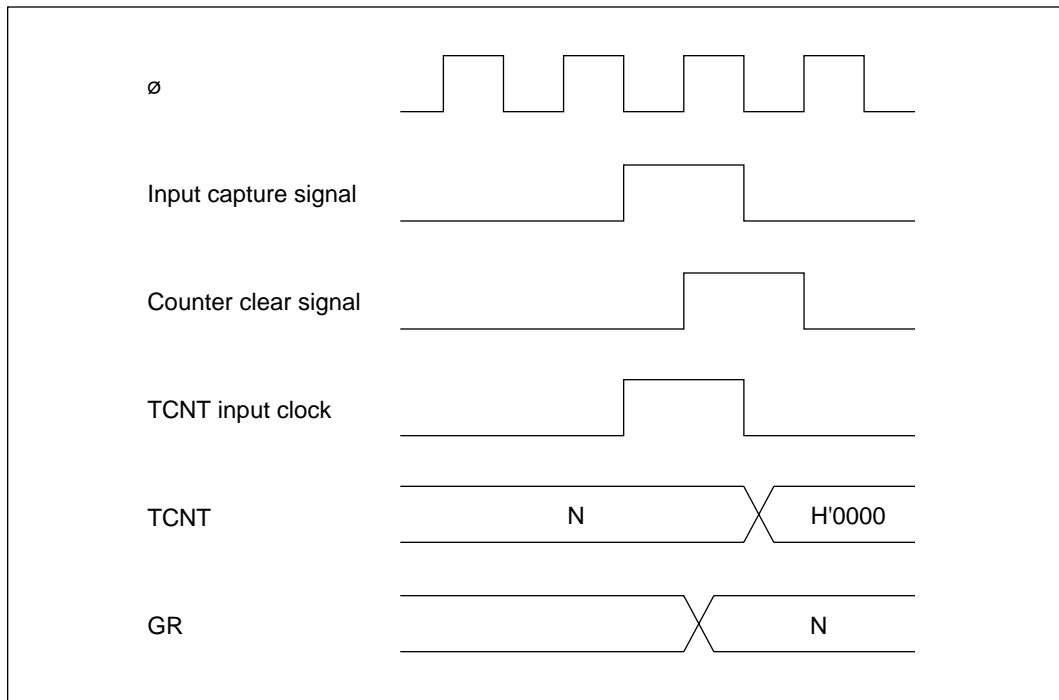 ø
Input capture signal
Counter clear signal
TCNT input clock
TCNT
N
H'0000
GR
N